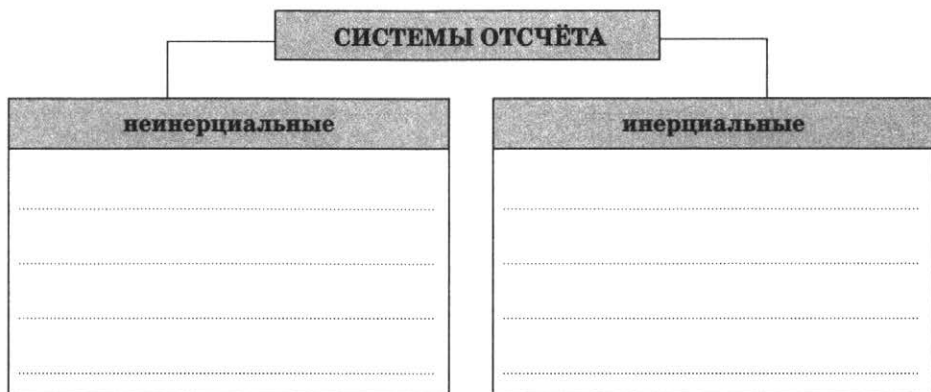 СИСТЕМЫ ОТСЧЁТА
неинерциальные
инерциальные